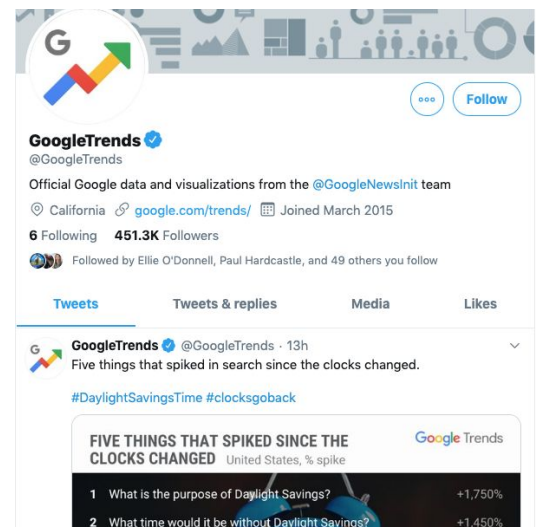 G
Follow
GoogleTrends
@GoogleTrends
Official Google data and visualizations from the @GoogleNewsInit team
California google.com/trends/ Joined March 2015
6 Following 451.3K Followers
Followed by Ellie O'Donnell, Paul Hardcastle, and 49 others you follow
Tweets Tweets & replies Media Likes
G
GoogleTrends @GoogleTrends · 13h
Five things that spiked in search since the clocks changed.
#DaylightSavingsTime #clocksgoback
FIVE THINGS THAT SPIKED SINCE THE Google Trends
CLOCKS CHANGED United States, % spike
1 What is the purpose of Daylight Savings? +1,750%
2 What time would it be without Daylight Savings? +1,450%